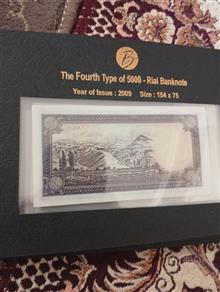 B
The Fourth Type of 5000 - Rial Banknote
Year of Issue : 2009 Size : 154 x 75